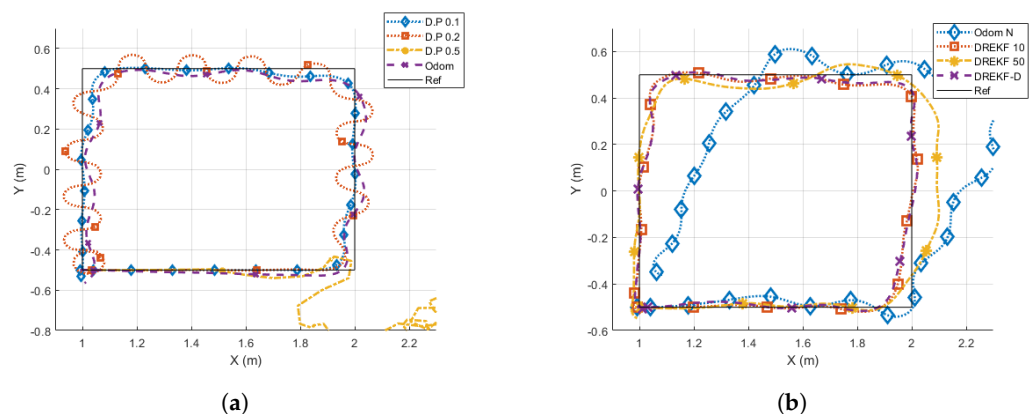 D.P 0.1
D.P 0.2
D.P 0.5
Odom
Ref
0.6
0.4
0.2
0
-0.2
-0.4
-0.6
-0.8
Y (m)
1 1.2 1.4 1.6 1.8 2 2.2
X (m)
(a)
Odom N
DREKF 10
DREKF 50
DREKF-D
Ref
0.6
0.4
0.2
0
-0.2
-0.4
-0.6
Y (m)
1 1.2 1.4 1.6 1.8 2 2.2
X (m)
(b)